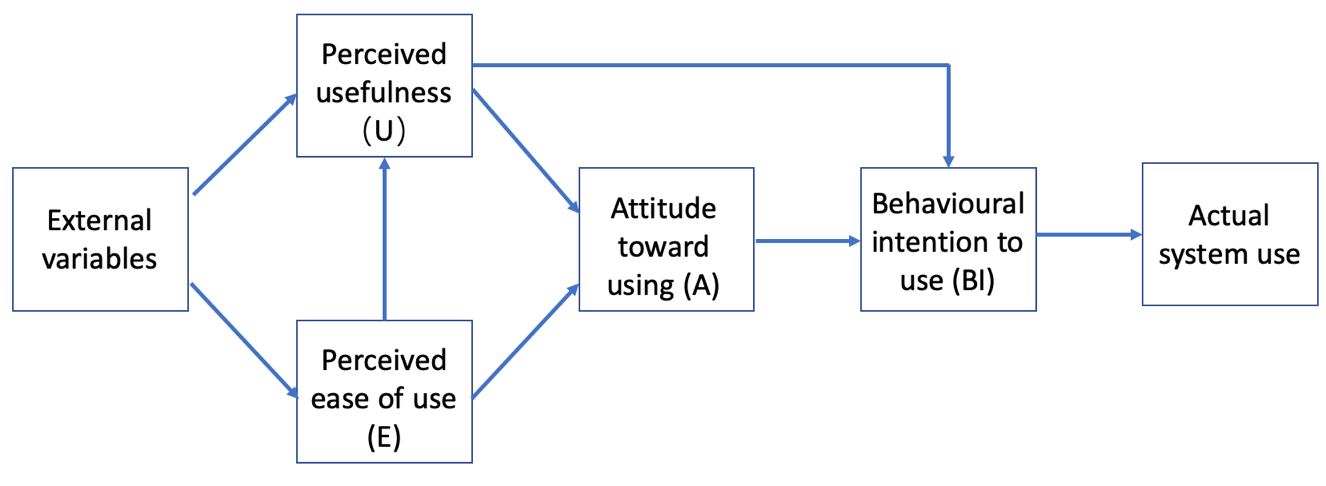 Perceived
usefulness
（U）
External
variables
Perceived
ease of use
(E)
Attitude
toward
using (A)
Behavioural
intention to
use (BI)
Actual
system use